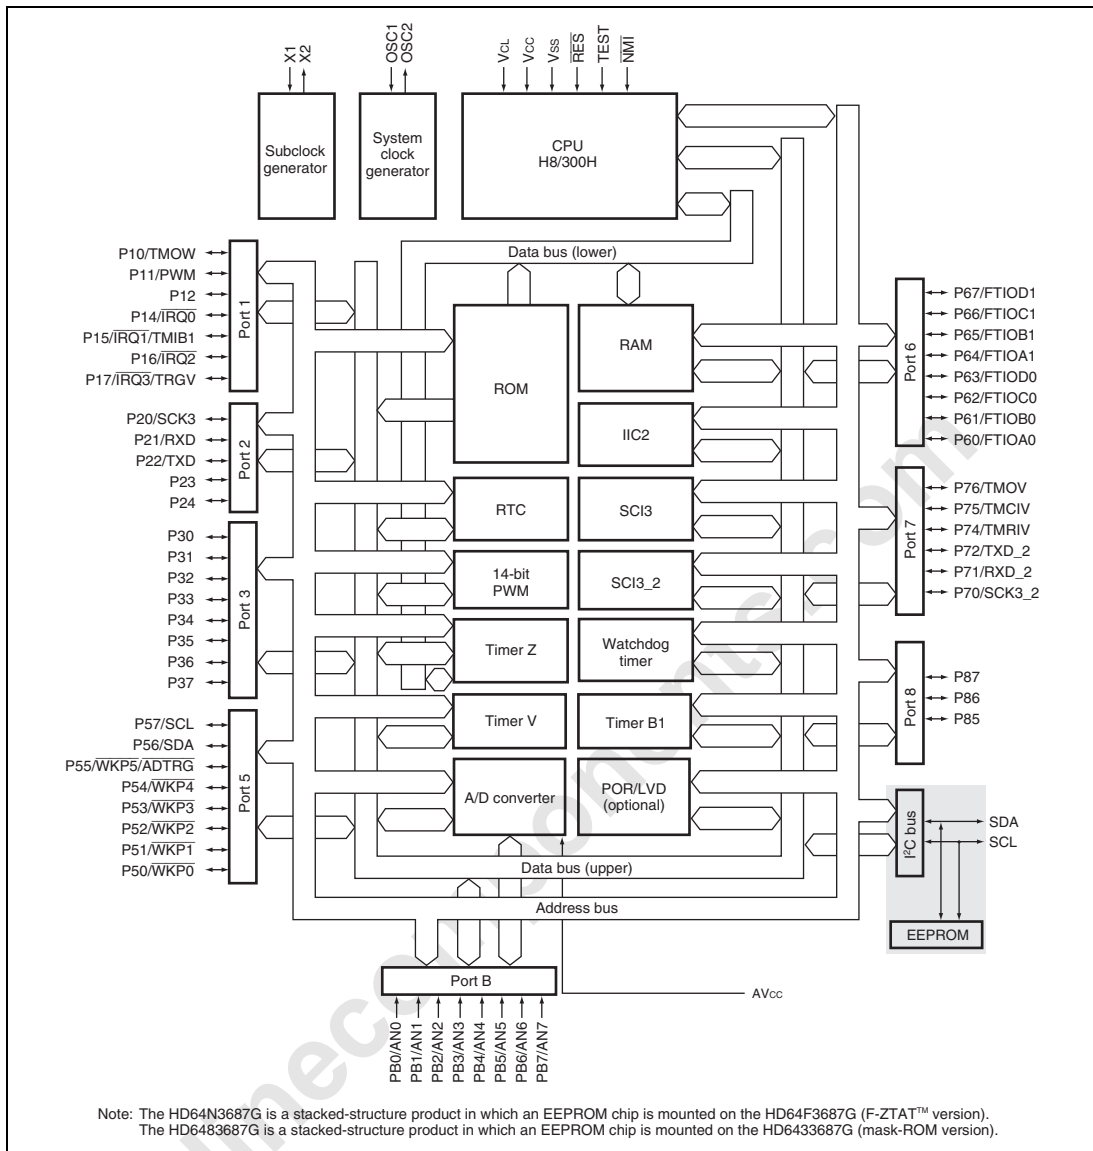 X1
X2
OSC1
OSC2
VCL
VCC
VSS
RES
TEST
NMI
Subclock
generator
System
clock
generator
CPU
H8/300H
Data bus (lower)
P10/TMOW
P11/PWM
P12
P14/IRQ0
P15/IRQ1/TMIB1
P16/IRQ2
P17/IRQ3/TRGV
Port 1
P20/SCK3
P21/RXD
P22/TXD
P23
P24
Port 2
P30
P31
P32
P33
P34
P35
P36
P37
Port 3
P57/SCL
P56/SDA
P55/WKP5/ADTRG
P54/WKP4
P53/WKP3
P52/WKP2
P51/WKP1
P50/WKP0
Port 5
ROM
RAM
IIC2
RTC
SCI3
14-bit
PWM
SCI3_2
Timer Z
Watchdog
timer
Timer V
Timer B1
A/D converter
POR/LVD
(optional)
Port 6
P67/FTIOD1
P66/FTIOC1
P65/FTIOB1
P64/FTIOA1
P63/FTIOD0
P62/FTIOC0
P61/FTIOB0
P60/FTIOA0
Port 7
P76/TMOV
P75/TMCIV
P74/TMRIV
P72/TXD_2
P71/RXD_2
P70/SCK3_2
Port 8
P87
P86
P85
I²C bus
SDA
SCL
EEPROM
Data bus (upper)
Address bus
Port B
AVCC
PB0/AN0
PB1/AN1
PB2/AN2
PB3/AN3
PB4/AN4
PB5/AN5
PB6/AN6
PB7/AN7
Note: The HD64N3687G is a stacked-structure product in which an EEPROM chip is mounted on the HD64F3687G (F-ZTAT™ version).
The HD6483687G is a stacked-structure product in which an EEPROM chip is mounted on the HD6433687G (mask-ROM version).